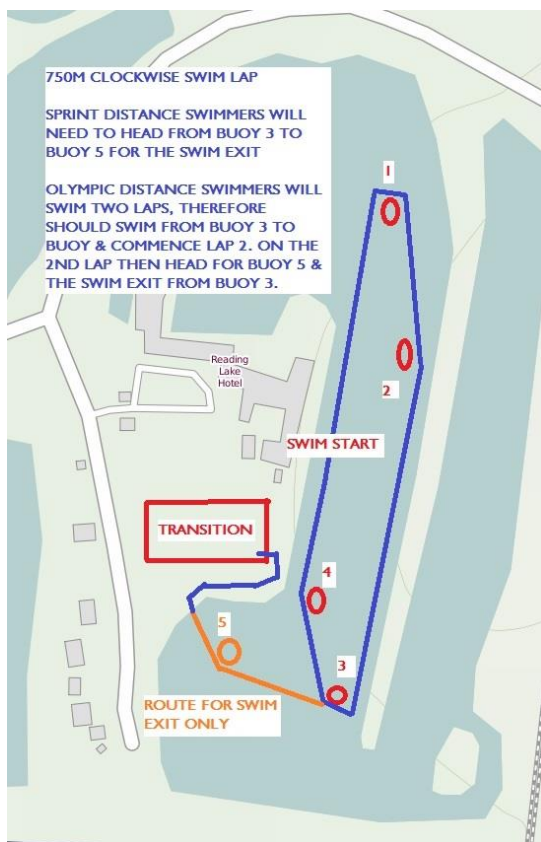 750M CLOCKWISE SWIM LAP
SPRINT DISTANCE SWIMMERS WILL
NEED TO HEAD FROM BUOY 3 TO
BUOY 5 FOR THE SWIM EXIT
OLYMPIC DISTANCE SWIMMERS WILL
SWIM TWO LAPS, THEREFORE
SHOULD SWIM FROM BUOY 3 TO
BUOY & COMMENCE LAP 2. ON THE
2ND LAP THEN HEAD FOR BUOY 5 &
THE SWIM EXIT FROM BUOY 3.
1
Reading
Lake
Hotel
2
SWIM START
TRANSITION
4
5
3
ROUTE FOR SWIM
EXIT ONLY